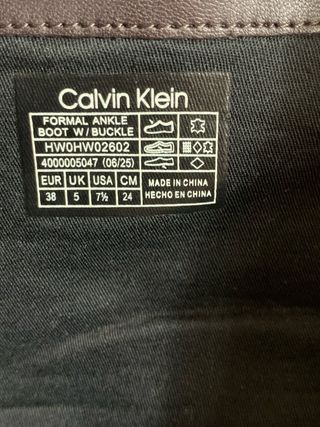 Calvin Klein
FORMAL ANKLE
BOOT W/ BUCKLE
HW0HW02602
4000005047 (06/25)
EUR UK USA CM
38 5 7½ 24
MADE IN CHINA
HECHO EN CHINA